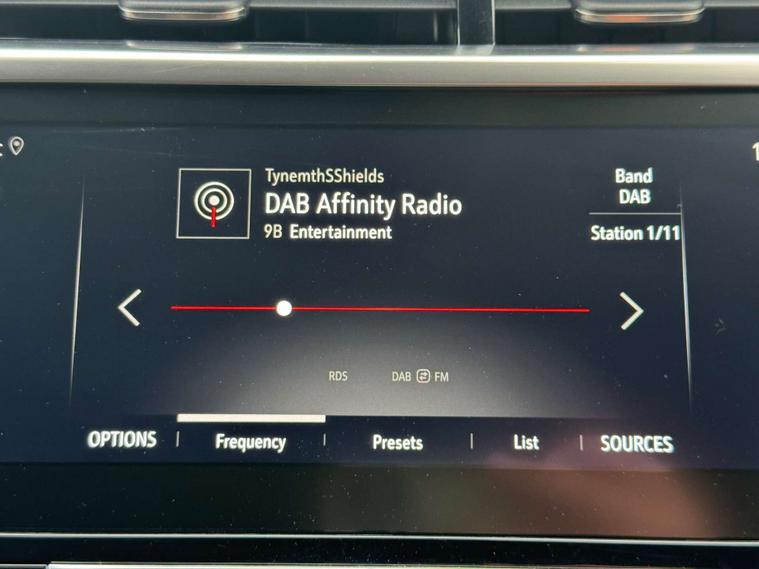 TynemthSShields
DAB Affinity Radio
9B Entertainment
Band
DAB
Station 1/11
RDS
DAB FM
OPTIONS
Frequency
Presets
List
SOURCES